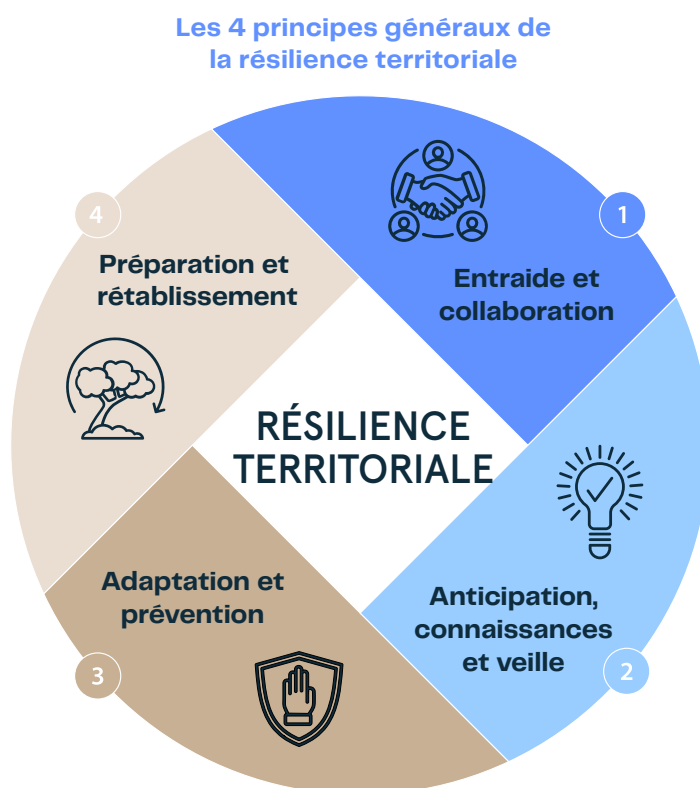 Les 4 principes généraux de
la résilience territoriale
1
Entraide et
collaboration
2
Anticipation,
connaissances
et veille
3
Adaptation et
prévention
4
Préparation et
rétablissement
RÉSILIENCE
TERRITORIALE